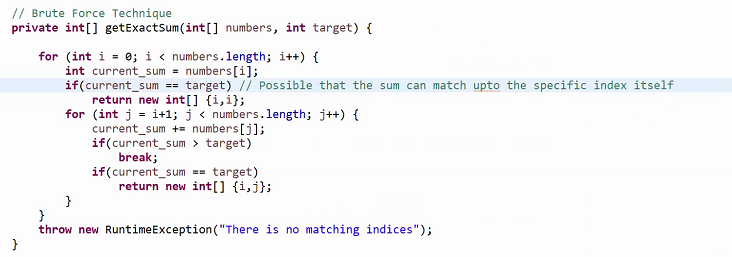 // Brute Force Technique
private int[] getExactSum(int[] numbers, int target) {
for (int i = 0; i < numbers.length; i++) {
int current_sum = numbers[i];
if(current_sum == target) // Possible that the sum can match upto the specific index itself
return new int[] {i,i};
for (int j = i+1; j < numbers.length; j++) {
current_sum += numbers[j];
if(current_sum > target)
break;
if(current_sum == target)
return new int[] {i,j};
}
}
throw new RuntimeException("There is no matching indices");
}